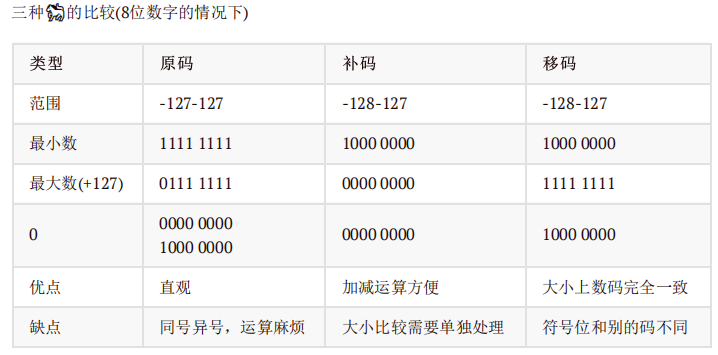 三种🐎的比较(8位数字的情况下)
类型 原码 补码 移码
范围 -127-127 -128-127 -128-127
最小数 1111 1111 1000 0000 1000 0000
最大数(+127) 0111 1111 0000 0000 1111 1111
0 0000 0000 1000 0000 0000 0000 1000 0000
优点 直观 加减运算方便 大小上数码完全一致
缺点 同号异号，运算麻烦 大小比较需要单独处理 符号位和别的码不同